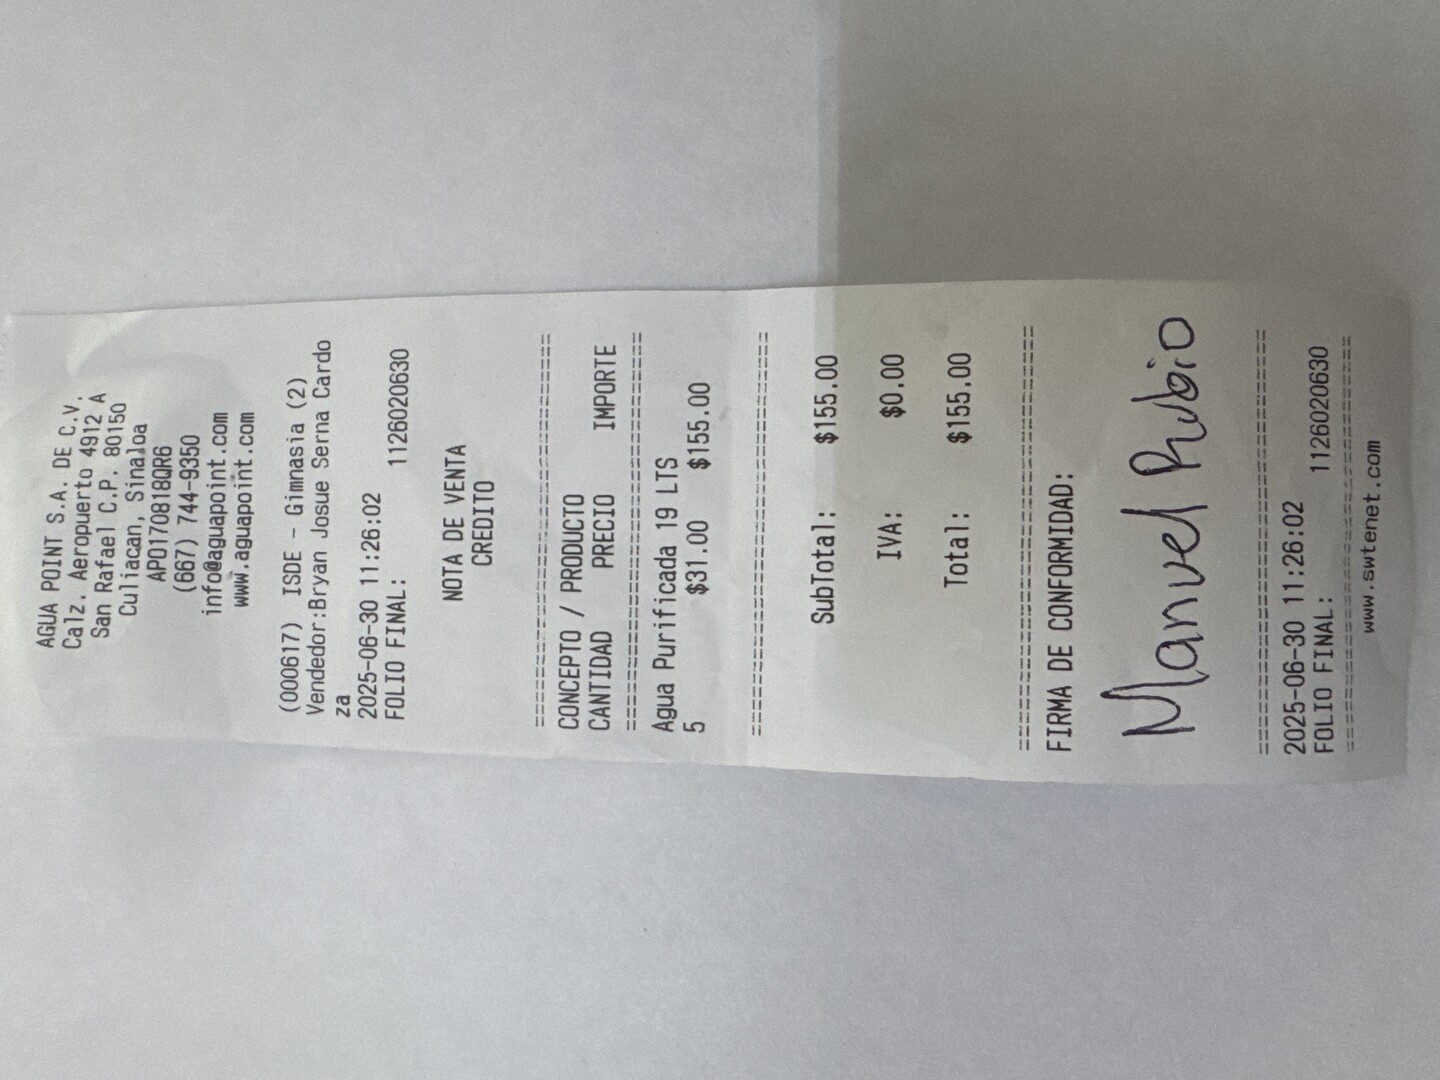 AGUA POINT S.A. DE C.V.
Calz. Aeropuerto 4912 A
San Rafael C.P. 80150
Culiacan, Sinaloa
APO170818QR6
(667) 744-9350
info@aguapoint.com
www.aguapoint.com
(000617) ISDE - Gimnasia (2)
Vendedor:Bryan Josue Serna Cardo
za
2025-06-30 11:26:02
FOLIO FINAL: 1126020630
NOTA DE VENTA
CREDITO
================================
CONCEPTO / PRODUCTO
CANTIDAD PRECIO IMPORTE
================================
Agua Purificada 19 LTS
5 $31.00 $155.00
================================
SubTotal: $155.00
IVA: $0.00
Total: $155.00
================================
FIRMA DE CONFORMIDAD:
Manuel Rubio
================================
2025-06-30 11:26:02
FOLIO FINAL: 1126020630
================================
www.swtenet.com